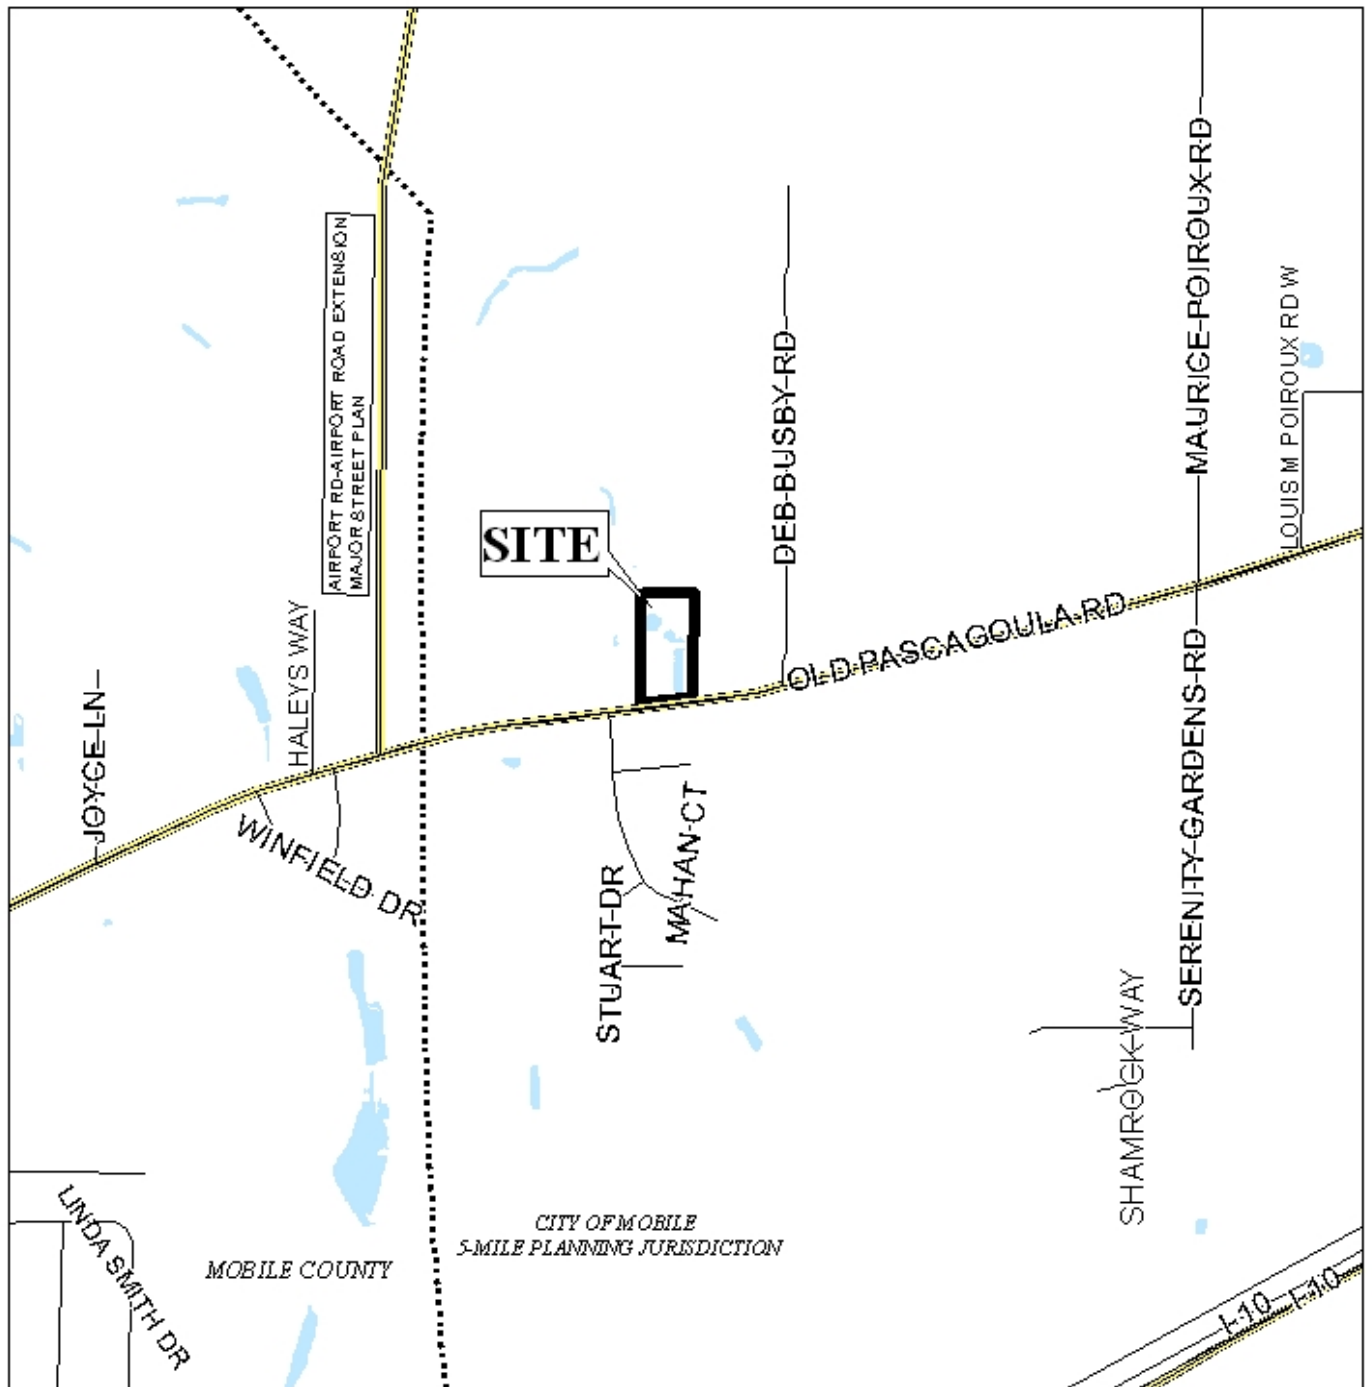 AIRPORT RD-AIRPORT ROAD EXTENSION
MAJOR STREET PLAN
MAURICE POIROUX RD
LOUIS M POIROUX RD W
DEB BUSBY RD
SITE
HALEYS WAY
OLD PASCAGOULA RD
JOYCE LN
WINFIELD DR
STUART DR
MAHAN CT
SERENITY GARDENS RD
SHAMROCK WAY
LINDA SMITH DR
CITY OF MOBILE
5-MILE PLANNING JURISDICTION
MOBILE COUNTY
I-10
I-10